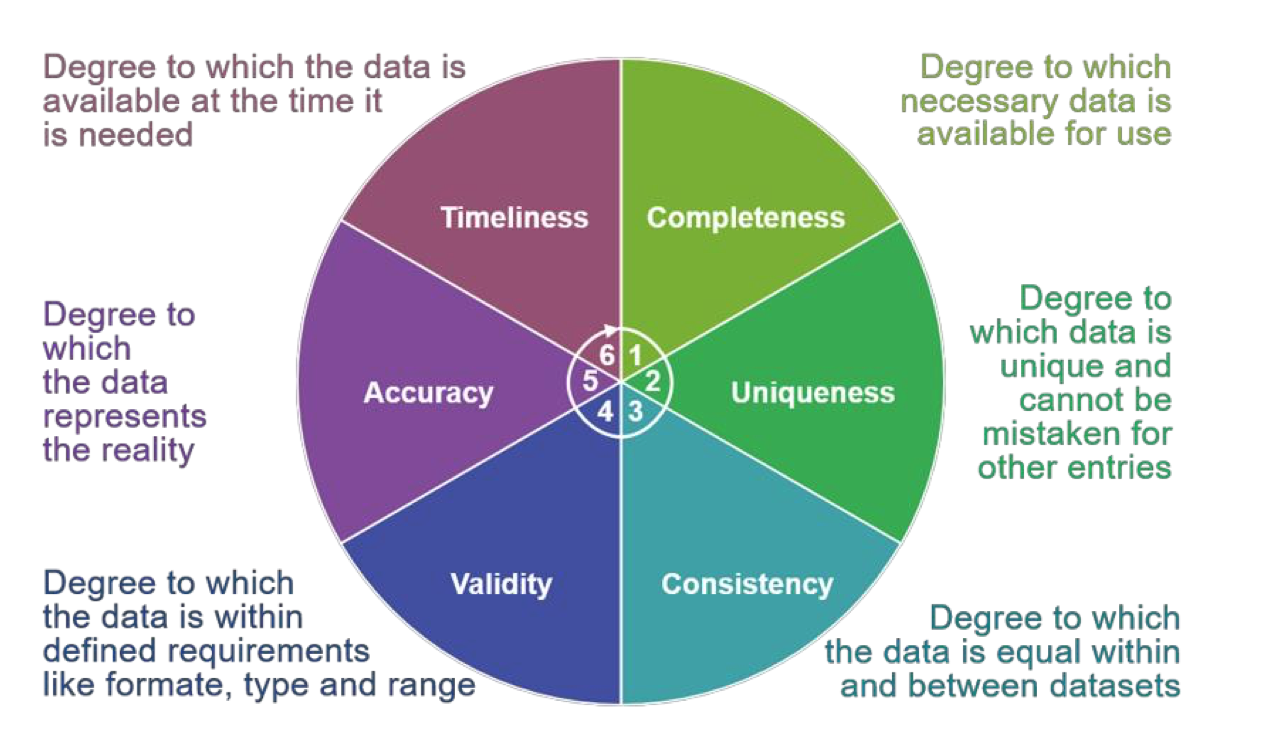 Degree to which the data is
available at the time it
is needed
Degree to which
necessary data is
available for use
Timeliness
Completeness
Degree to
which
the data
represents
the reality
Degree to
which data is
unique and
cannot be
mistaken for
other entries
6 1
5 2
4 3
Accuracy
Uniqueness
Validity
Consistency
Degree to which
the data is within
defined requirements
like formate, type and range
Degree to which
the data is equal within
and between datasets